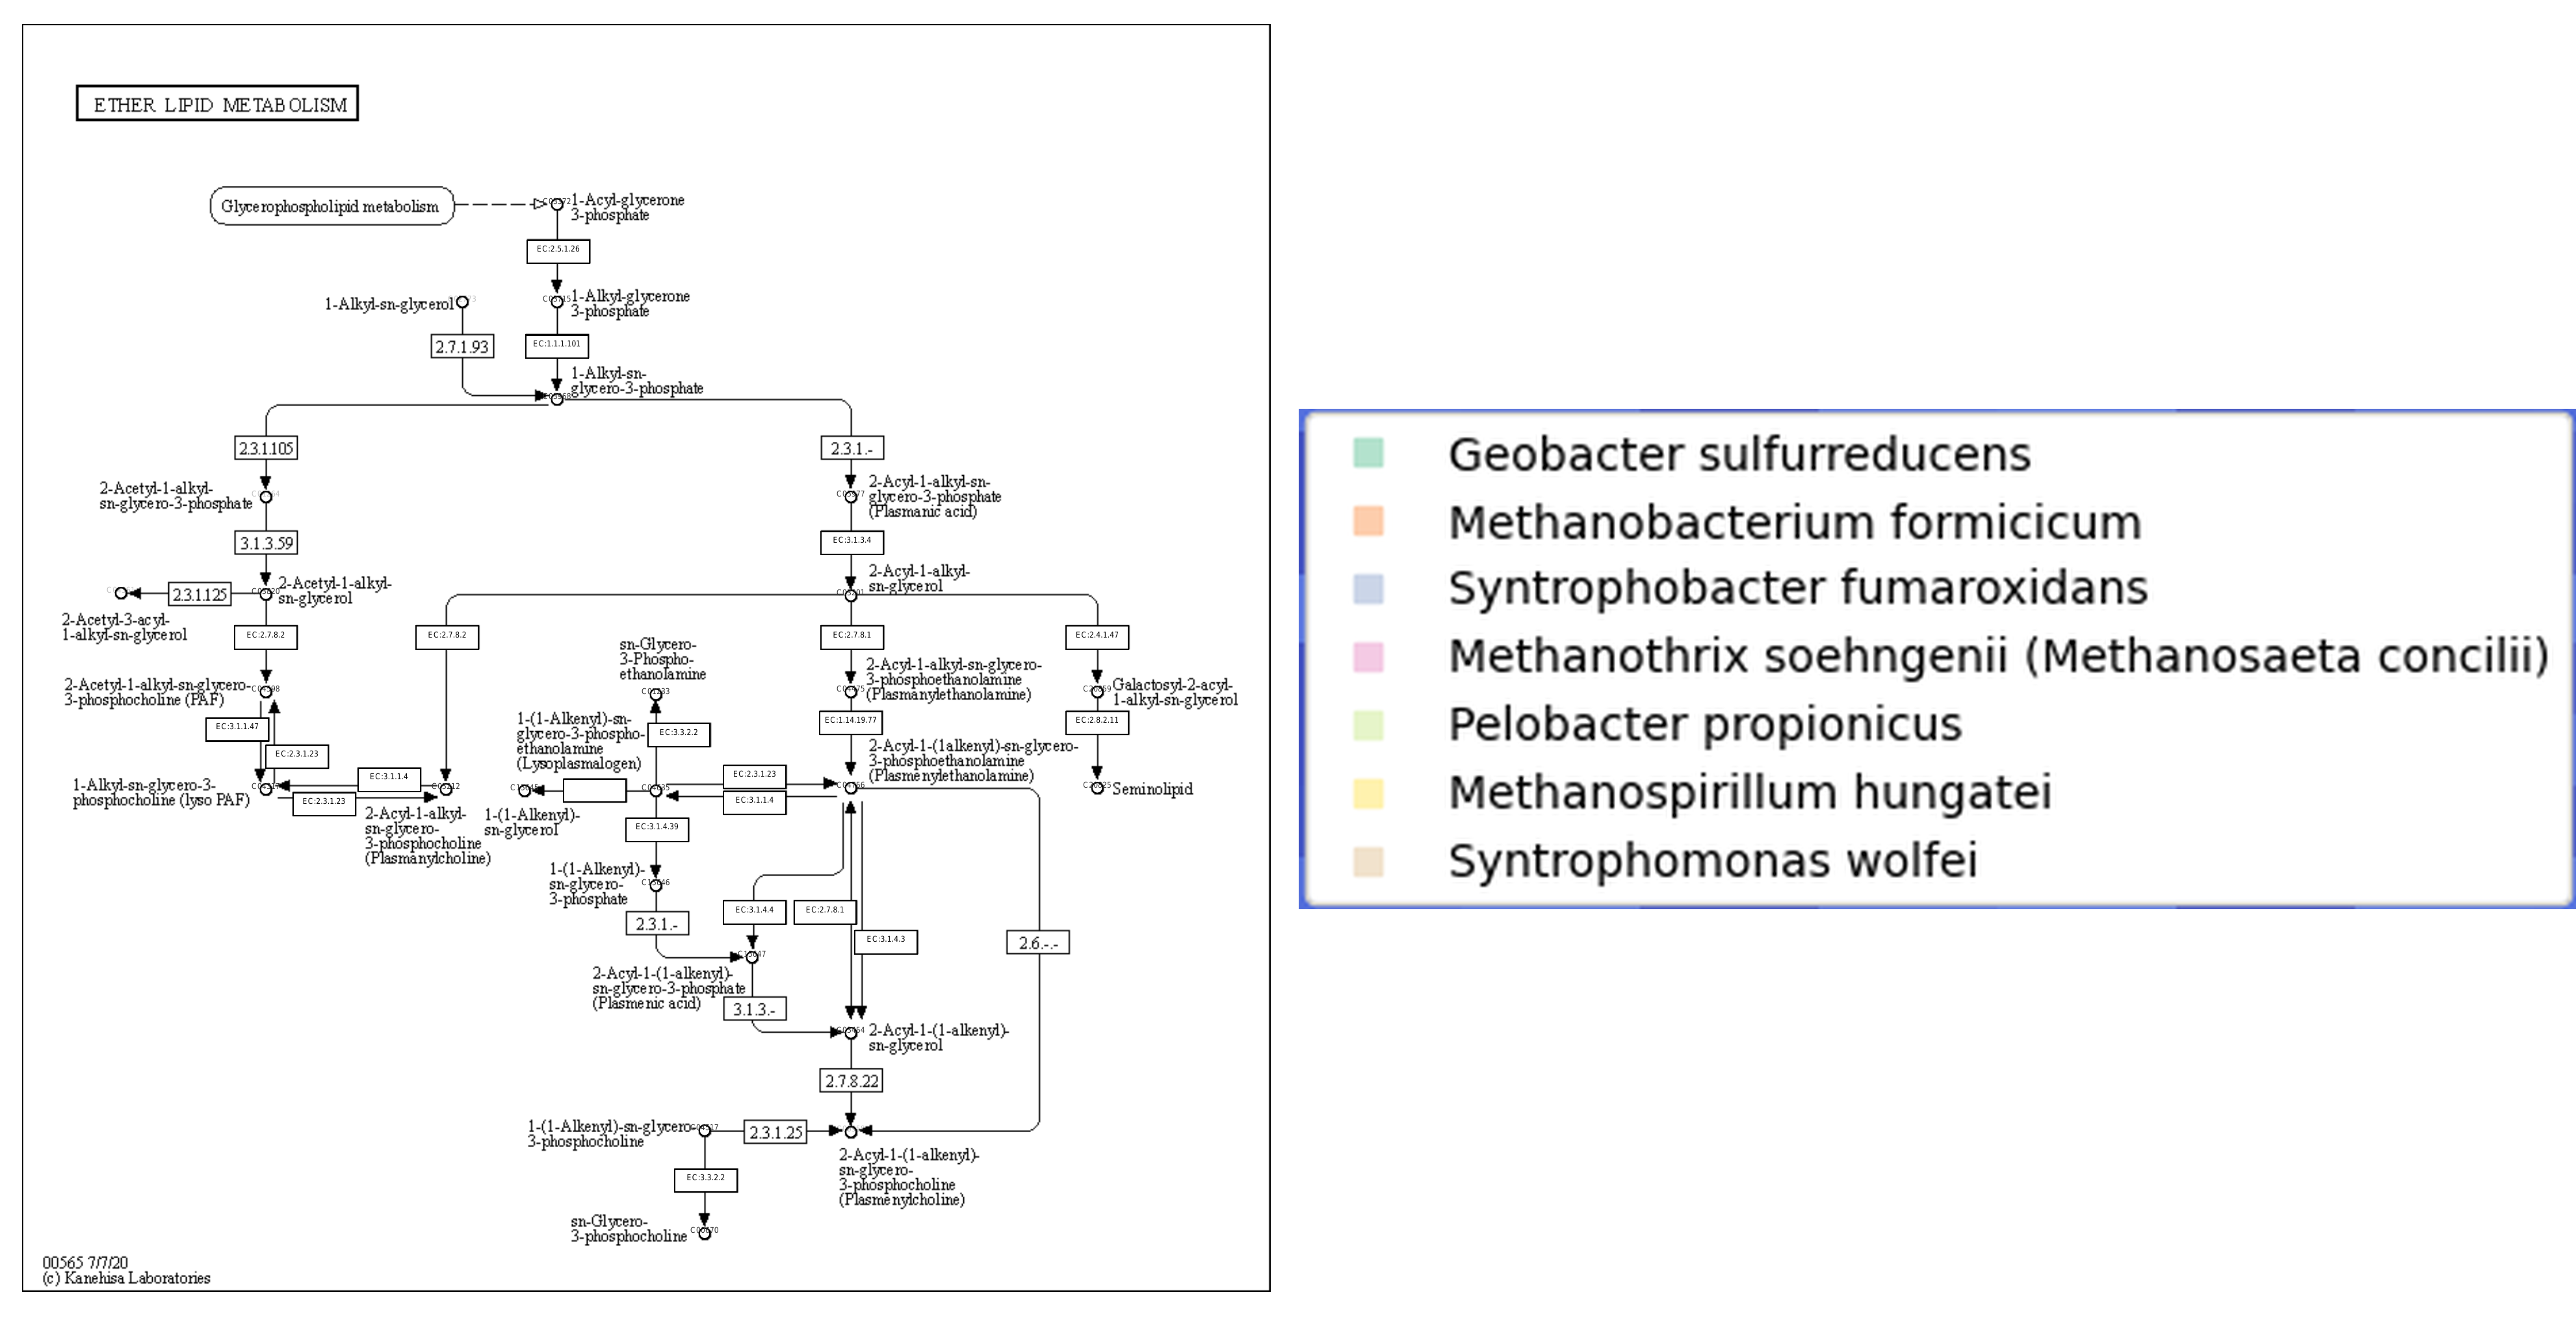 ETHER LIPID METABOLISM
Glycerophospholipid metabolism
1-Acyl-glycerone
3-phosphate
EC:2.5.1.26
1-Alkyl-sn-glycerol
1-Alkyl-glycerone
3-phosphate
2.7.1.93
EC:1.1.1.101
1-Alkyl-sn-
glycero-3-phosphate
2.3.1.105
2.3.1.-
2-Acetyl-1-alkyl-
sn-glycero-3-phosphate
2-Acyl-1-alkyl-sn-
glycero-3-phosphate
(Plasmanic acid)
3.1.3.59
EC:3.1.3.4
2.3.1.125
2-Acetyl-1-alkyl-
sn-glycerol
2-Acyl-1-alkyl-
sn-glycerol
2-Acetyl-3-acyl-
1-alkyl-sn-glycerol
EC:2.7.8.2
EC:2.7.8.2
EC:2.7.8.1
EC:2.4.1.47
sn-Glycero-
3-Phospho-
ethanolamine
2-Acetyl-1-alkyl-sn-glycero-
3-phosphocholine (PAF)
2-Acyl-1-alkyl-sn-glycero-
3-phosphoethanolamine
(Plasmanylethanolamine)
Galactosyl-2-acyl-
1-alkyl-sn-glycerol
EC:3.1.1.47
EC:2.3.1.23
1-(1-Alkenyl)-sn-
glycero-3-phospho-
ethanolamine
(Lysoplasmalogen)
EC:3.3.2.2
EC:1.14.19.77
EC:2.8.2.11
2-Acyl-1-(1alkenyl)-sn-glycero-
3-phosphoethanolamine
(Plasmenylethanolamine)
1-Alkyl-sn-glycero-3-
phosphocholine (lyso PAF)
EC:3.1.1.4
EC:2.3.1.23
EC:2.3.1.23
EC:3.1.1.4
Seminolipid
2-Acyl-1-alkyl-
sn-glycero-
3-phosphocholine
(Plasmanylcholine)
1-(1-Alkenyl)-
sn-glycerol
EC:3.1.4.39
1-(1-Alkenyl)-
sn-glycero-
3-phosphate
2.3.1.-
EC:3.1.4.4
EC:2.7.8.1
EC:3.1.4.3
2.6.-.-
2-Acyl-1-(1-alkenyl)-
sn-glycero-3-phosphate
(Plasmenic acid)
3.1.3.-
2-Acyl-1-(1-alkenyl)-
sn-glycerol
2.7.8.22
1-(1-Alkenyl)-sn-glycero-
3-phosphocholine
2.3.1.25
2-Acyl-1-(1-alkenyl)-
sn-glycero-
3-phosphocholine
(Plasmenylcholine)
EC:3.3.2.2
sn-Glycero-
3-phosphocholine
00565 7/7/20
(c) Kanehisa Laboratories
Geobacter sulfurreducens
Methanobacterium formicicum
Syntrophobacter fumaroxidans
Methanothrix soehngenii (Methanosaeta concilii)
Pelobacter propionicus
Methanospirillum hungatei
Syntrophomonas wolfei